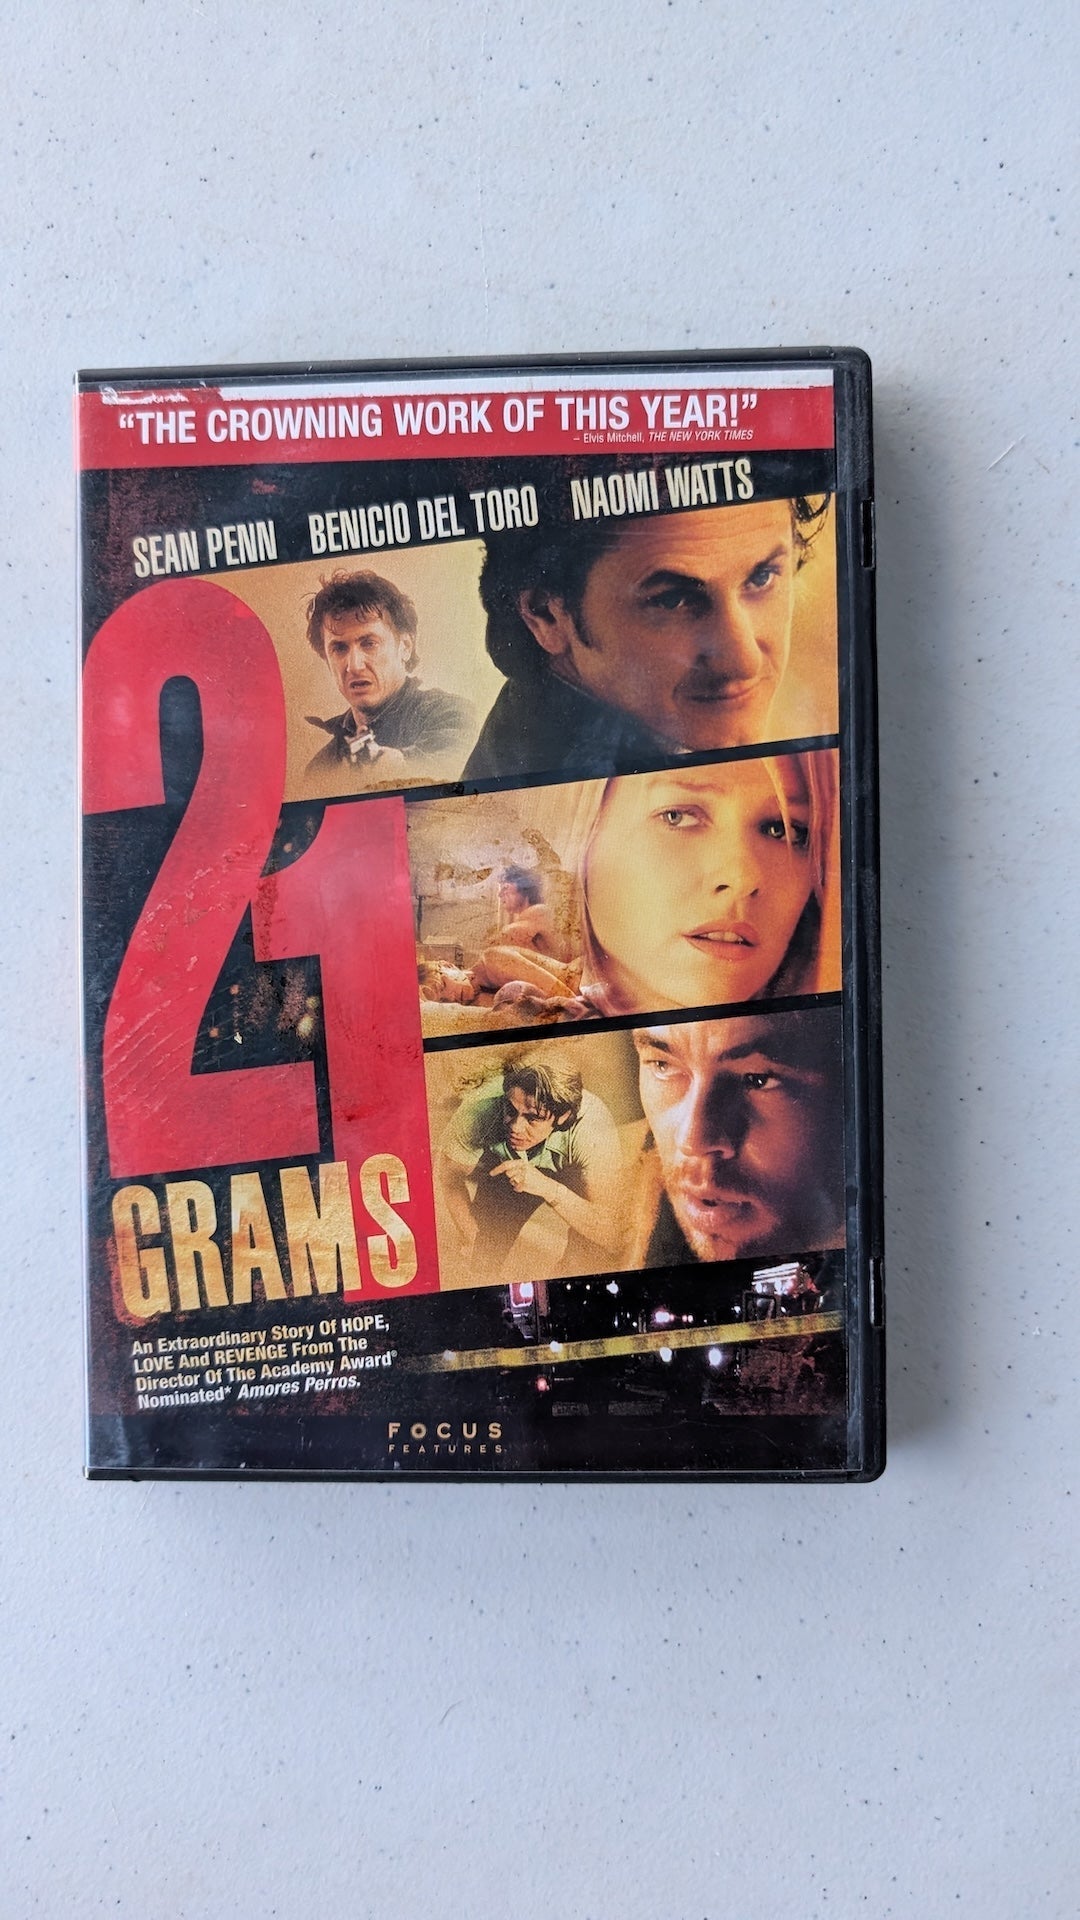 “THE CROWNING WORK OF THIS YEAR!”
– Elvis Mitchell, THE NEW YORK TIMES
SEAN PENN BENICIO DEL TORO NAOMI WATTS
21
GRAMS
An Extraordinary Story Of HOPE,
LOVE And REVENGE From The
Director Of The Academy Award®
Nominated* Amores Perros.
FOCUS
FEATURES